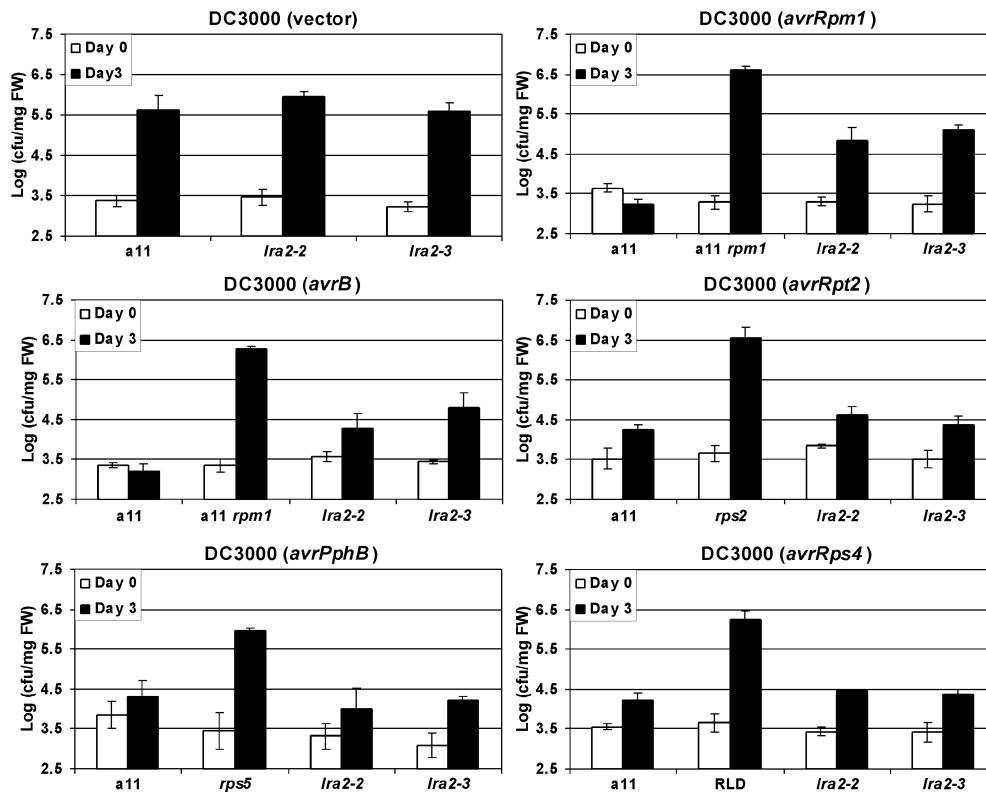 DC3000 (vector)
Log (cfu/mg FW)
7.5
6.5
5.5
4.5
3.5
2.5
Day 0
Day3
a11 lra2-2 lra2-3
DC3000 (avrRpm1)
Log (cfu/mg FW)
7.5
6.5
5.5
4.5
3.5
2.5
Day 0
Day 3
a11 a11 rpm1 lra2-2 lra2-3
DC3000 (avrB)
Log (cfu/mg FW)
7.5
6.5
5.5
4.5
3.5
2.5
Day 0
Day 3
a11 a11 rpm1 lra2-2 lra2-3
DC3000 (avrRpt2)
Log (cfu/mg FW)
7.5
6.5
5.5
4.5
3.5
2.5
Day 0
Day 3
a11 rps2 lra2-2 lra2-3
DC3000 (avrPphB)
Log (cfu/mg FW)
7.5
6.5
5.5
4.5
3.5
2.5
Day 0
Day 3
a11 rps5 lra2-2 lra2-3
DC3000 (avrRps4)
Log (cfu/mg FW)
7.5
6.5
5.5
4.5
3.5
2.5
Day 0
Day 3
a11 RLD lra2-2 lra2-3